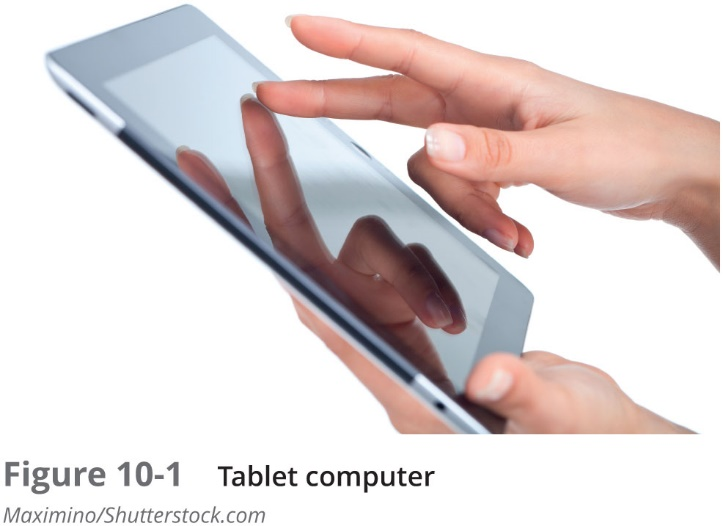 Figure 10-1 Tablet computer
Maximino/Shutterstock.com